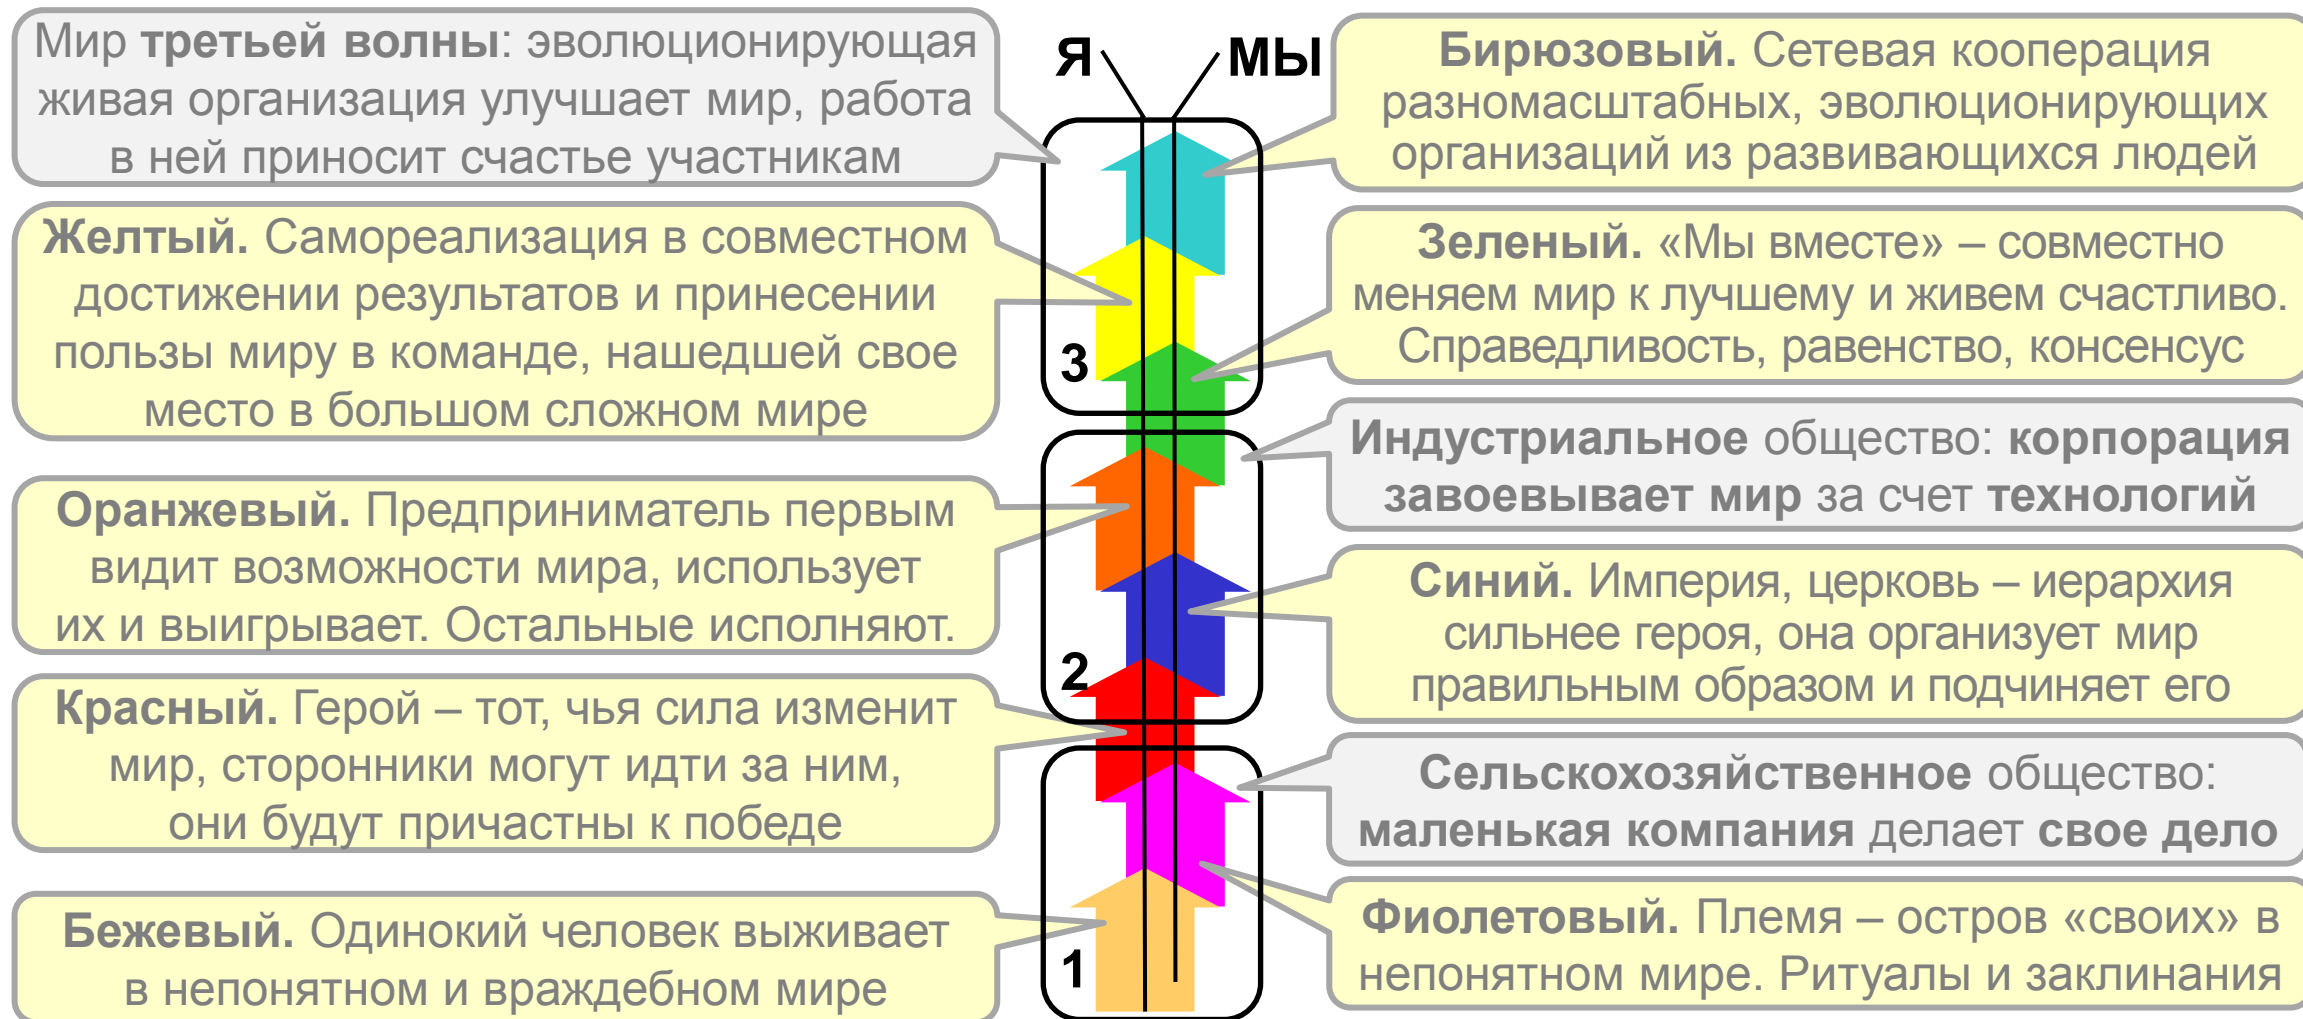 Мир третьей волны: эволюционирующая
живая организация улучшает мир, работа
в ней приносит счастье участникам
Я
МЫ
Бирюзовый. Сетевая кооперация
разномасштабных, эволюционирующих
организаций из развивающихся людей
Желтый. Самореализация в совместном
достижении результатов и принесении
пользы миру в команде, нашедшей свое
место в большом сложном мире
Зеленый. «Мы вместе» – совместно
меняем мир к лучшему и живем счастливо.
Справедливость, равенство, консенсус
3
Индустриальное общество: корпорация
завоевывает мир за счет технологий
Оранжевый. Предприниматель первым
видит возможности мира, использует
их и выигрывает. Остальные исполняют.
Синий. Империя, церковь – иерархия
сильнее героя, она организует мир
правильным образом и подчиняет его
2
Красный. Герой – тот, чья сила изменит
мир, сторонники могут идти за ним,
они будут причастны к победе
Сельскохозяйственное общество:
маленькая компания делает свое дело
Бежевый. Одинокий человек выживает
в непонятном и враждебном мире
1
Фиолетовый. Племя – остров «своих» в
непонятном мире. Ритуалы и заклинания